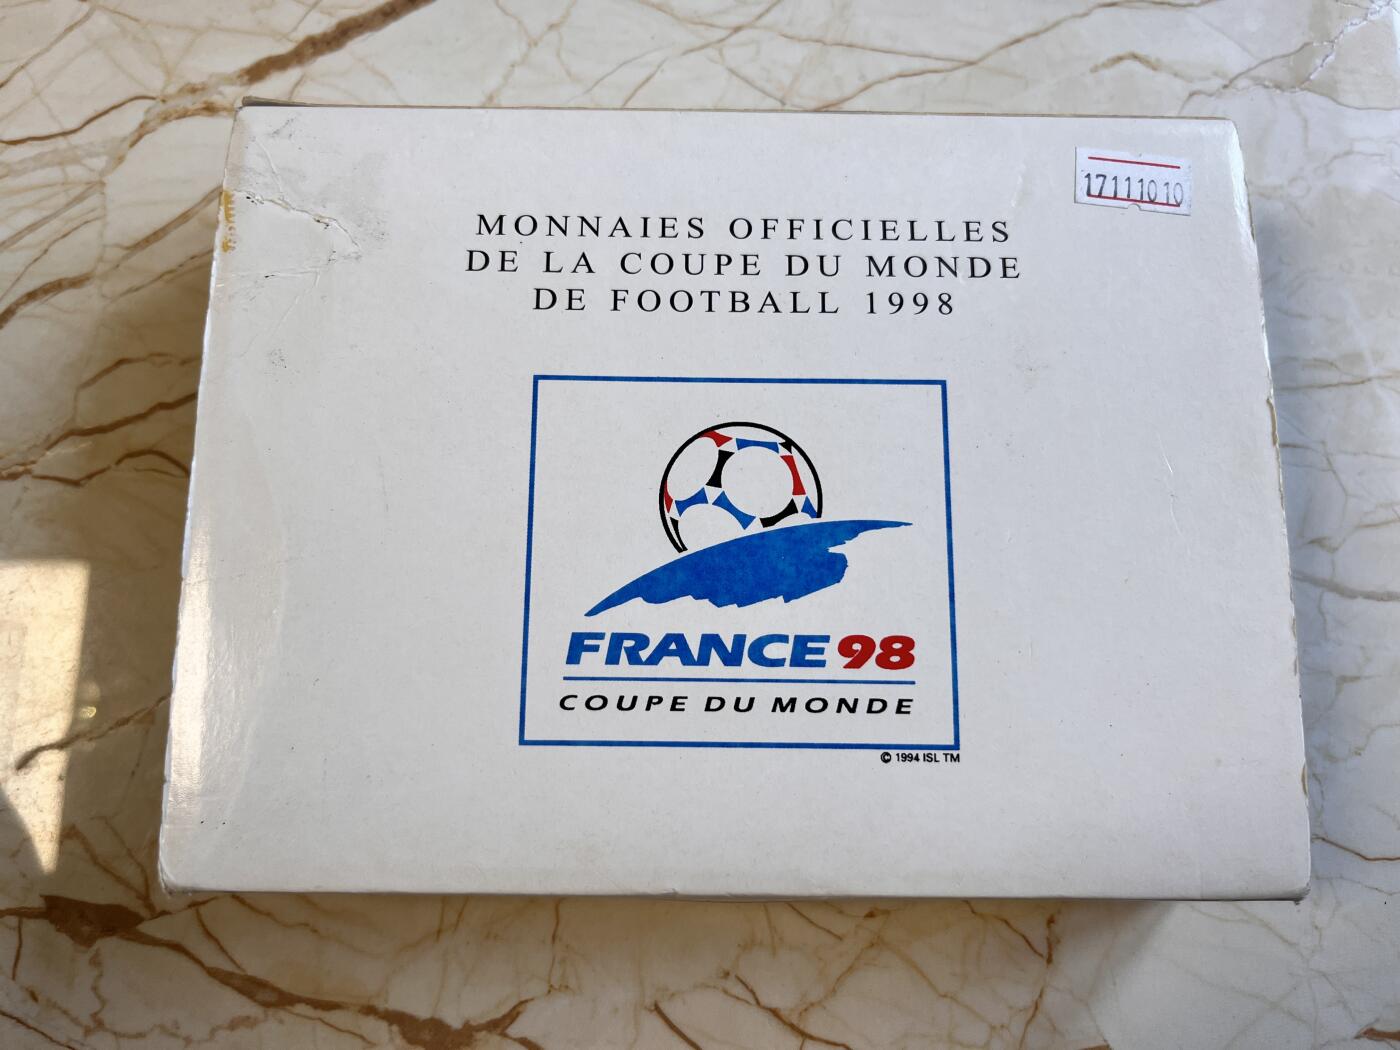 17111010
MONNAIES OFFICIELLES
DE LA COUPE DU MONDE
DE FOOTBALL 1998
FRANCE 98
COUPE DU MONDE
© 1994 ISL TM